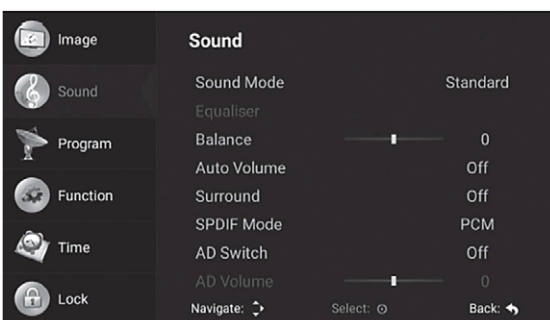 Image
Sound
Program
Function
Time
Lock
Sound
Sound Mode Standard
Equaliser
Balance 0
Auto Volume Off
Surround Off
SPDIF Mode PCM
AD Switch Off
AD Volume 0
Navigate: Select: Back: